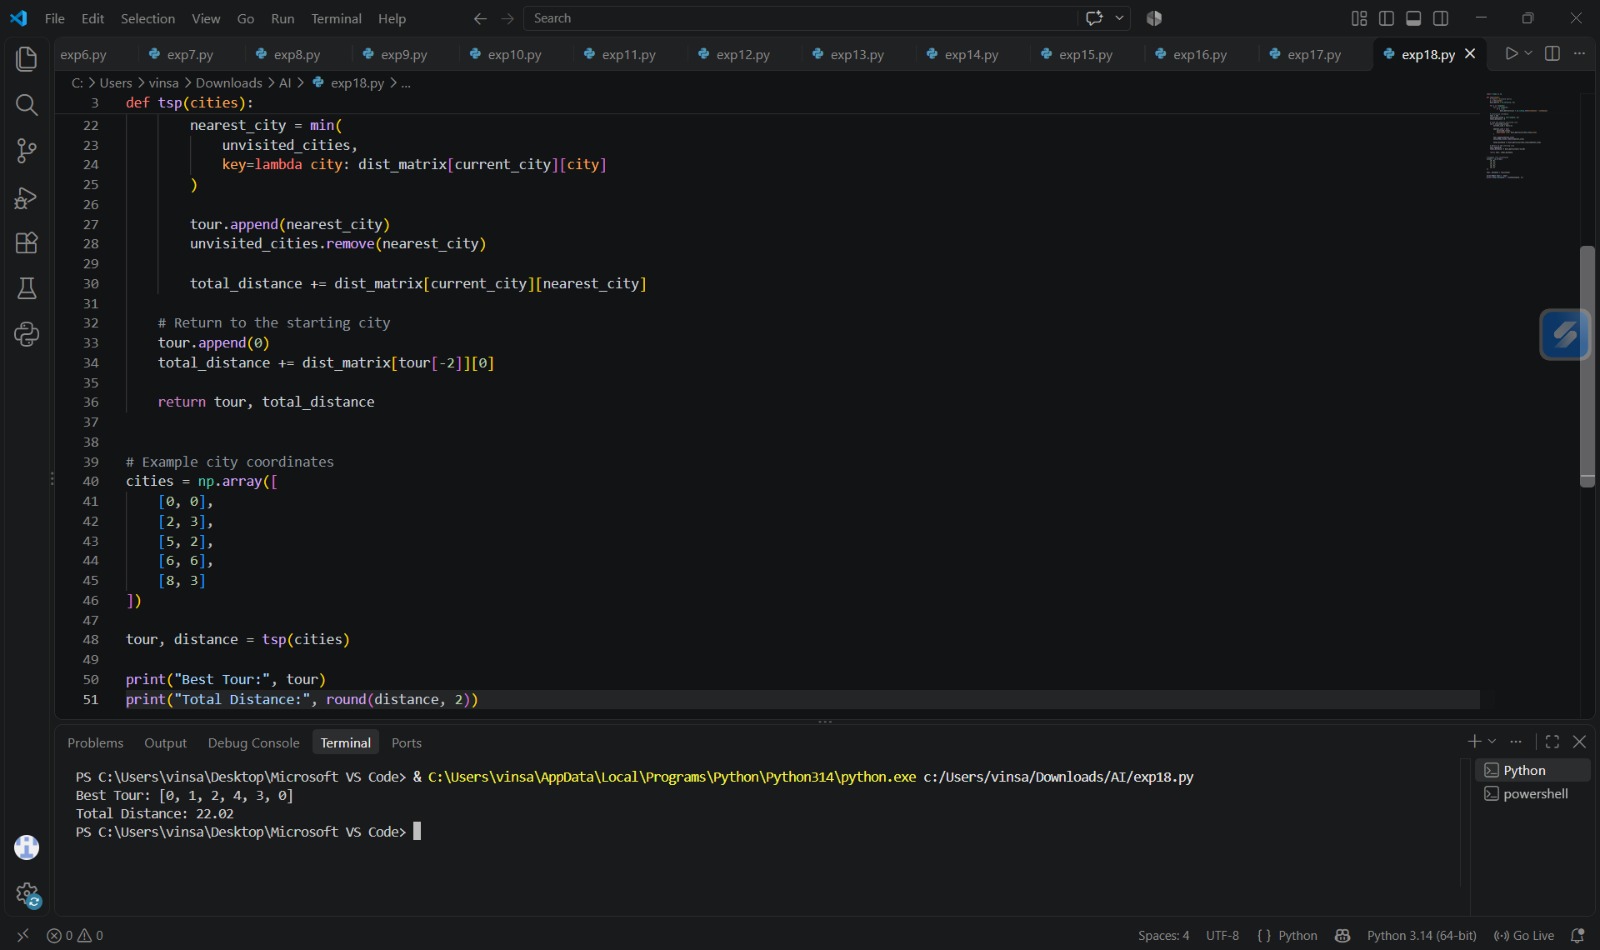 File Edit Selection View Go Run Terminal Help Search
exp6.py exp7.py exp8.py exp9.py exp10.py exp11.py exp12.py exp13.py exp14.py exp15.py exp16.py exp17.py exp18.py
C: > Users > vinsa > Downloads > AI > exp18.py > ...
3 def tsp(cities):
22 nearest_city = min(
23 unvisited_cities,
24 key=lambda city: dist_matrix[current_city][city]
25 )
26
27 tour.append(nearest_city)
28 unvisited_cities.remove(nearest_city)
29
30 total_distance += dist_matrix[current_city][nearest_city]
31
32 # Return to the starting city
33 tour.append(0)
34 total_distance += dist_matrix[tour[-2]][0]
35
36 return tour, total_distance
37
38
39 # Example city coordinates
40 cities = np.array([
41 [0, 0],
42 [2, 3],
43 [5, 2],
44 [6, 6],
45 [8, 3]
46 ])
47
48 tour, distance = tsp(cities)
49
50 print("Best Tour:", tour)
51 print("Total Distance:", round(distance, 2))
Problems Output Debug Console Terminal Ports
PS C:\Users\vinsa\Desktop\Microsoft VS Code> & C:\Users\vinsa\AppData\Local\Programs\Python\Python314\python.exe c:/Users/vinsa/Downloads/AI/exp18.py
Best Tour: [0, 1, 2, 4, 3, 0]
Total Distance: 22.02
PS C:\Users\vinsa\Desktop\Microsoft VS Code>
Python
powershell
0 0 Spaces: 4 UTF-8 { } Python Python 3.14 (64-bit) Go Live